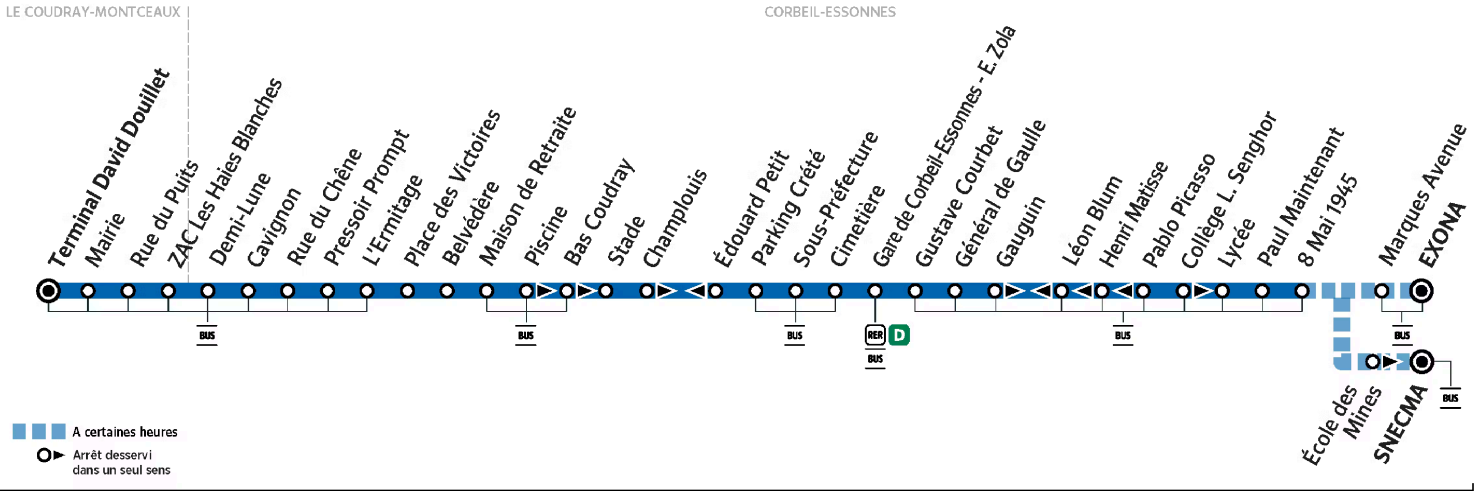 LE COUDRAY-MONTCEAUX
CORBEIL-ESSONNES
Terminal David Douillet
Mairie
Rue du Puits
ZAC Les Haies Blanches
Demi-Lune
Cavignon
Rue du Chêne
Pressoir Prompt
L'Ermitage
Place des Victoires
Belvédère
Maison de Retraite
Piscine
Bas Coudray
Stade
Champlouis
Édouard Petit
Parking Crété
Sous-Préfecture
Cimetière
Gare de Corbeil-Essonnes - E. Zola
Gustave Courbet
Général de Gaulle
Gauguin
Léon Blum
Henri Matisse
Pablo Picasso
Collège L. Senghor
Lycée
Paul Maintenant
8 Mai 1945
Marques Avenue
EXONA
BUS
BUS
BUS
RER D
BUS
BUS
BUS
École des
Mines
SNECMA
BUS
A certaines heures
Arrêt desservi
dans un seul sens